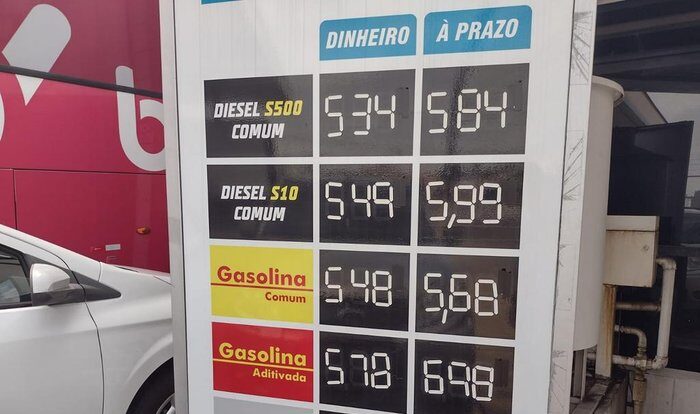 DINHEIRO À PRAZO
DIESEL S500 COMUM 534 584
DIESEL S10 COMUM 549 5,99
Gasolina Comum 548 5,68
Gasolina Aditivada 578 698
b